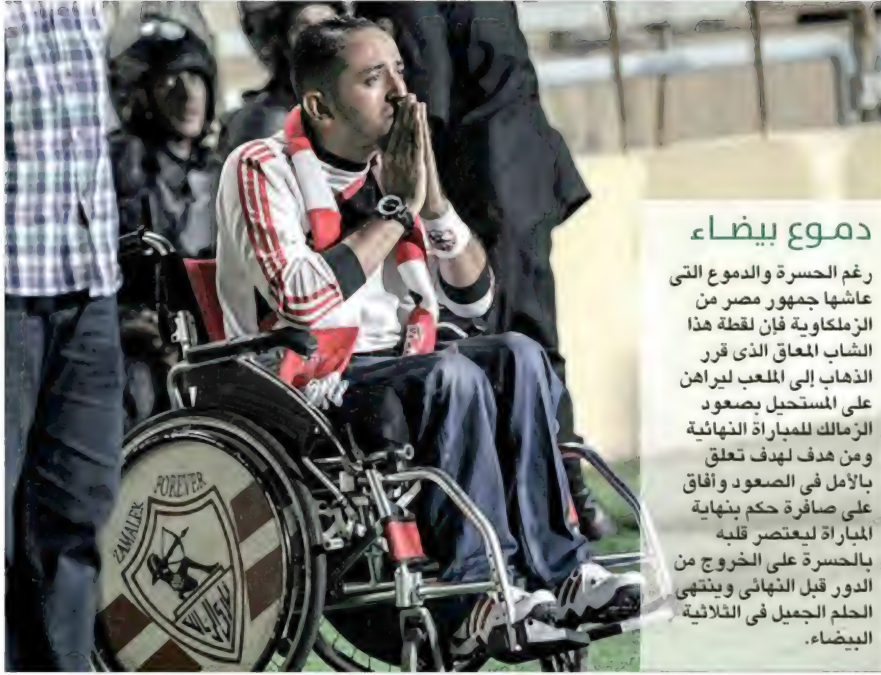 دموع بيضاء
رغم الحسرة والدموع التى
عاشها جمهور مصر من
الزملكاوية فإن لقطة هذا
الشاب المعاق الذى قرر
الذهاب إلى الملعب ليراهن
على المستحيل بصعود
الزمالك للمباراة النهائية
ومن هدف لهدف تعلق
بالأمل فى الصعود وأفاق
على صافرة حكم بنهاية
المباراة ليعتصر قلبه
بالحسرة على الخروج من
الدور قبل النهائى وينتهى
الحلم الجميل فى الثلاثية
البيضاء.
ZAMALEK FOREVER